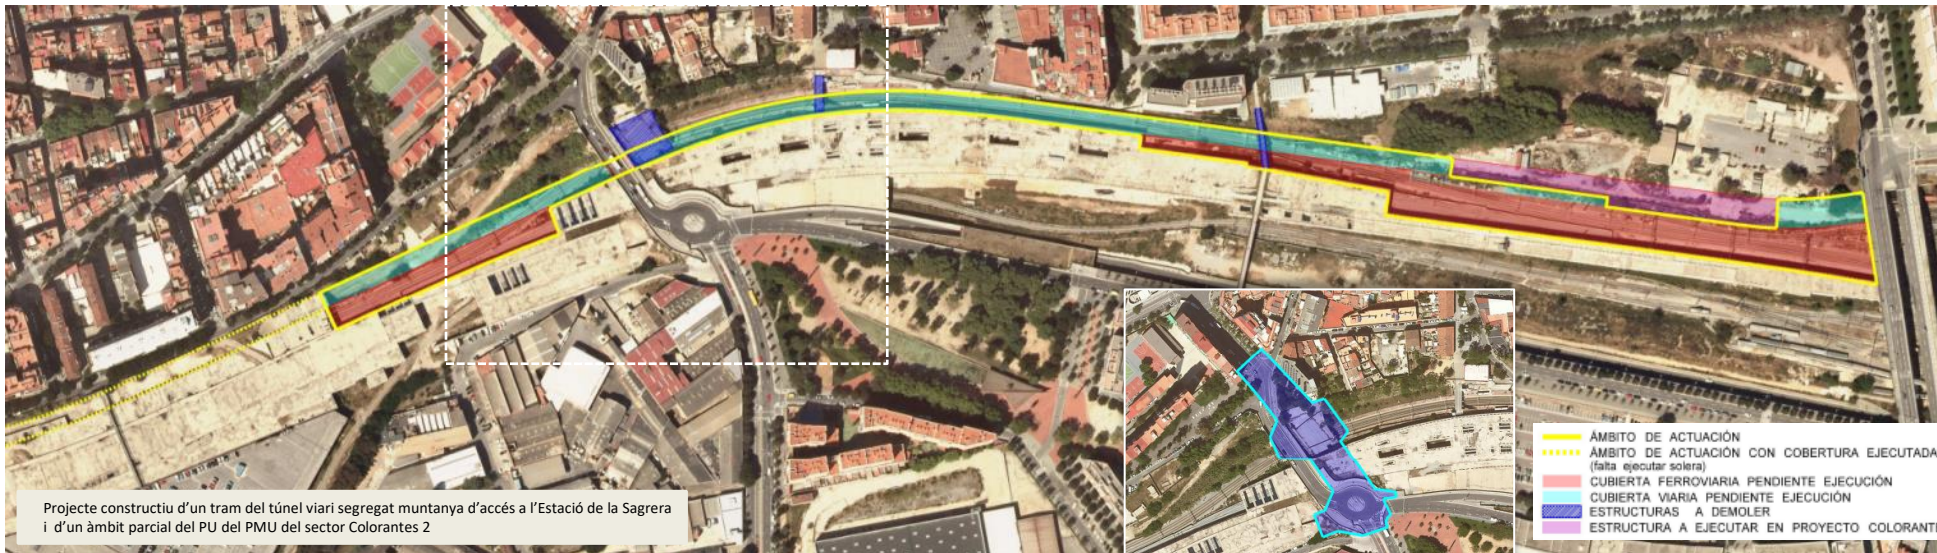 Projecte constructiu d'un tram del túnel viari segregat muntanya d'accés a l'Estació de la Sagrera
i d'un àmbit parcial del PU del PMU del sector Colorantes 2
ÁMBITO DE ACTUACIÓN
ÁMBITO DE ACTUACIÓN CON COBERTURA EJECUTADA
(falta ejecutar solera)
CUBIERTA FERROVIARIA PENDIENTE EJECUCIÓN
CUBIERTA VIARIA PENDIENTE EJECUCIÓN
ESTRUCTURAS A DEMOLER
ESTRUCTURA A EJECUTAR EN PROYECTO COLORANT